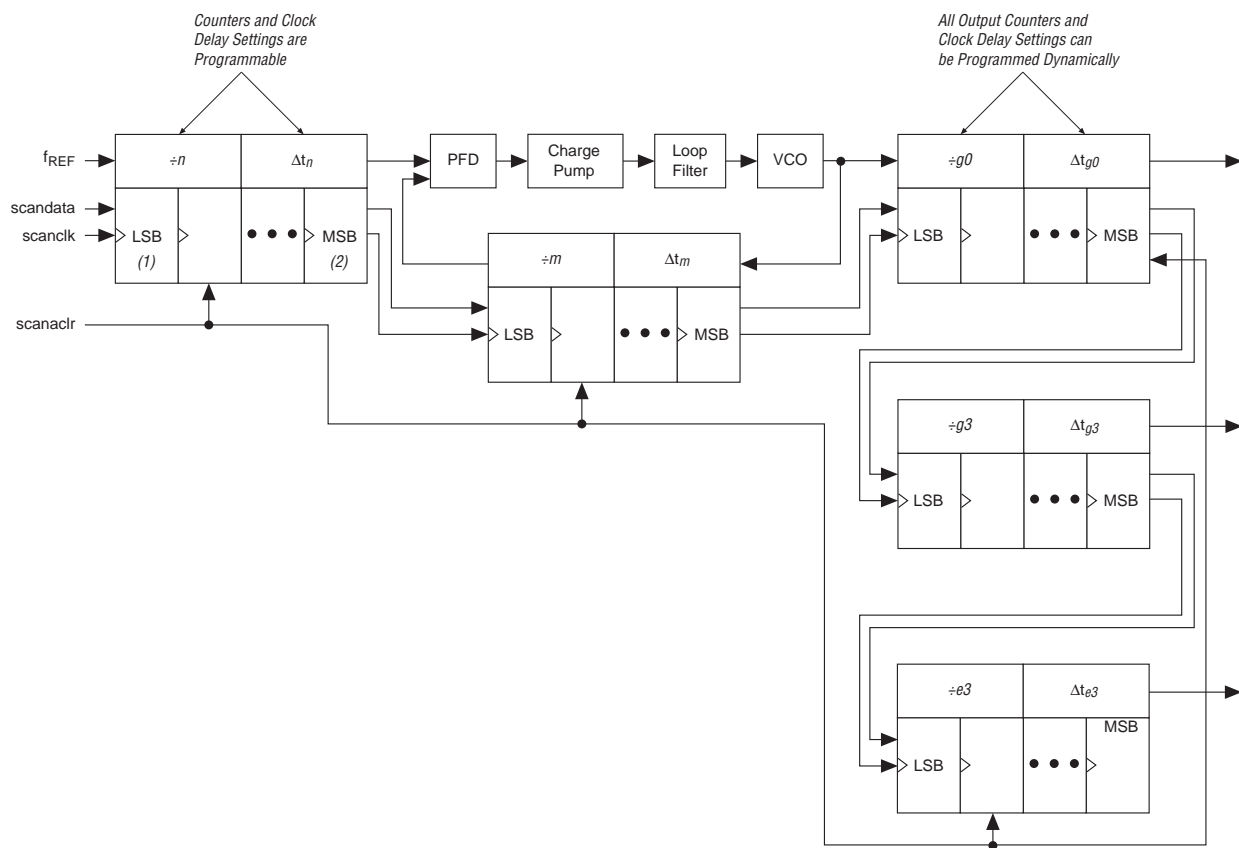 Counters and Clock
Delay Settings are
Programmable
All Output Counters and
Clock Delay Settings can
be Programmed Dynamically
fREF
÷n
Δtn
PFD
Charge
Pump
Loop
Filter
VCO
÷g0
Δtg0
scandata
scanclk
LSB
(1)
MSB
(2)
LSB
MSB
÷m
Δtm
scanaclr
LSB
MSB
÷g3
Δtg3
LSB
MSB
÷e3
Δte3
MSB
LSB